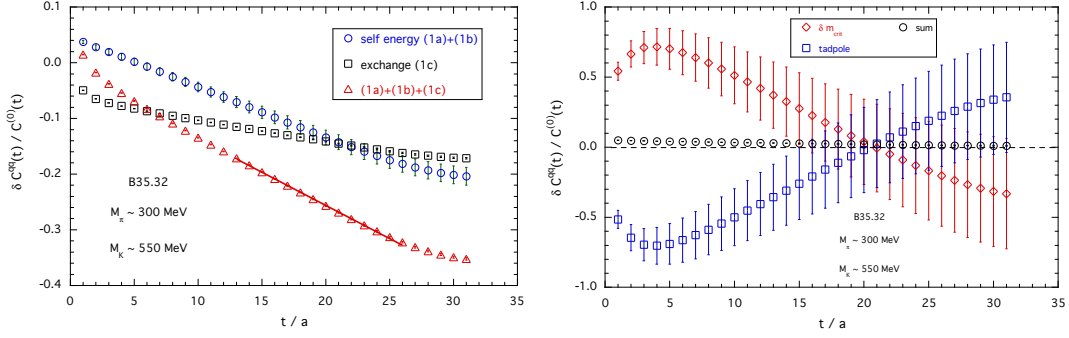 δ C^qq(t) / C^(0)(t)
0.1
0.0
-0.1
-0.2
-0.3
-0.4
self energy (1a)+(1b)
exchange (1c)
(1a)+(1b)+(1c)
B35.32
M_π ~ 300 MeV
M_K ~ 550 MeV
0 5 10 15 20 25 30 35
t / a
δ C^qq(t) / C^(0)(t)
1.0
0.5
0.0
-0.5
-1.0
δ m_crit sum
tadpole
B35.32
M_π ~ 300 MeV
M_K ~ 550 MeV
0 5 10 15 20 25 30 35
t / a